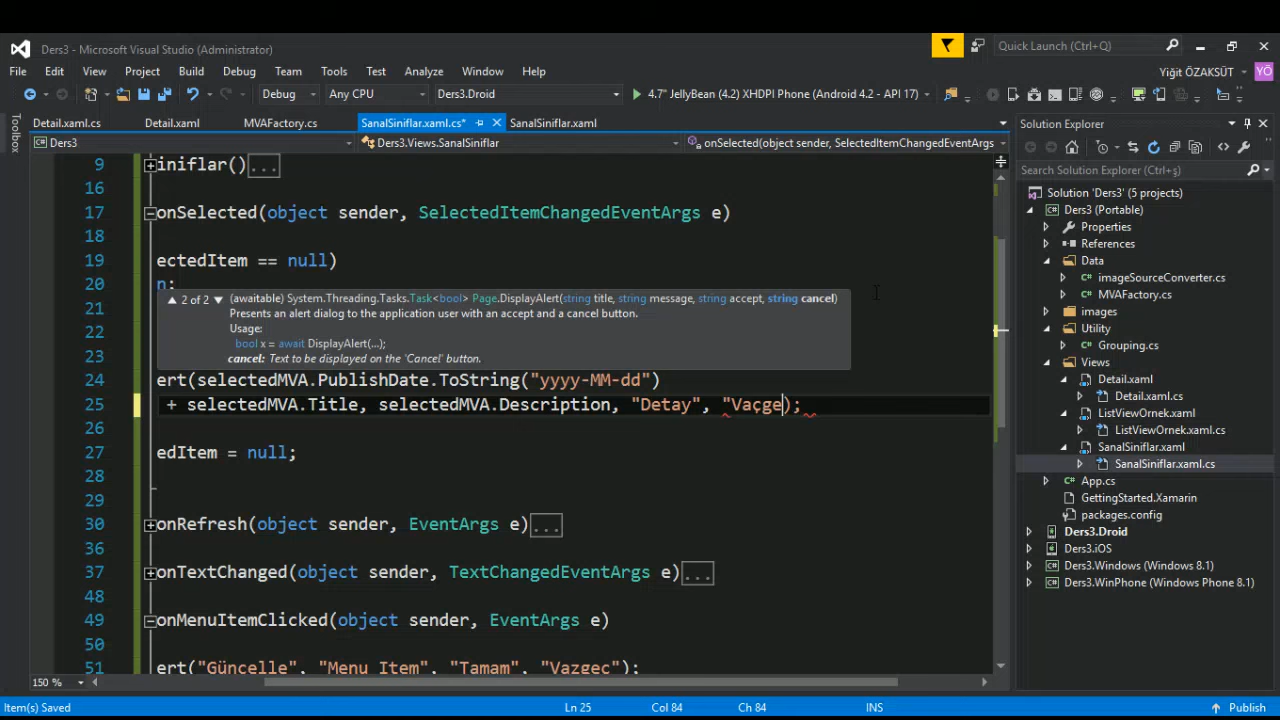 Ders3 - Microsoft Visual Studio (Administrator)
Quick Launch (Ctrl+Q)
File Edit View Project Build Debug Team Tools Test Analyze Window Help
Yiğit ÖZAKSÜT YÖ
Debug Any CPU Ders3.Droid 4.7" JellyBean (4.2) XHDPI Phone (Android 4.2 - API 17)
Toolbox
Detail.xaml.cs Detail.xaml MVAFactory.cs SanalSiniflar.xaml.cs* SanalSiniflar.xaml
Ders3 Ders3.Views.SanalSiniflar onSelected(object sender, SelectedItemChangedEventArgs
9 iniflar()...
16
17 onSelected(object sender, SelectedItemChangedEventArgs e)
18
19 ectedItem == null)
20 n;
21
2 of 2 (awaitable) System.Threading.Tasks.Task<bool> Page.DisplayAlert(string title, string message, string accept, string cancel)
Presents an alert dialog to the application user with an accept and a cancel button.
22
Usage:
bool x = await DisplayAlert(...);
23
cancel: Text to be displayed on the 'Cancel' button.
24 ert(selectedMVA.PublishDate.ToString("yyyy-MM-dd")
25 + selectedMVA.Title, selectedMVA.Description, "Detay", "Vaçge);
26
27 edItem = null;
28
29
30 onRefresh(object sender, EventArgs e)...
36
37 onTextChanged(object sender, TextChangedEventArgs e)...
48
49 onMenuItemClicked(object sender, EventArgs e)
50
51 ert("Güncelle", "Menu Item", "Tamam", "Vazgec");
150 %
Solution Explorer
Search Solution Explorer (Ctrl+ş)
Solution 'Ders3' (5 projects)
Ders3 (Portable)
Properties
References
Data
imageSourceConverter.cs
MVAFactory.cs
images
Utility
Grouping.cs
Views
Detail.xaml
Detail.xaml.cs
ListViewOrnek.xaml
ListViewOrnek.xaml.cs
SanalSiniflar.xaml
SanalSiniflar.xaml.cs
App.cs
GettingStarted.Xamarin
packages.config
Ders3.Droid
Ders3.iOS
Ders3.Windows (Windows 8.1)
Ders3.WinPhone (Windows Phone 8.1)
Item(s) Saved Ln 25 Col 84 Ch 84 INS Publish